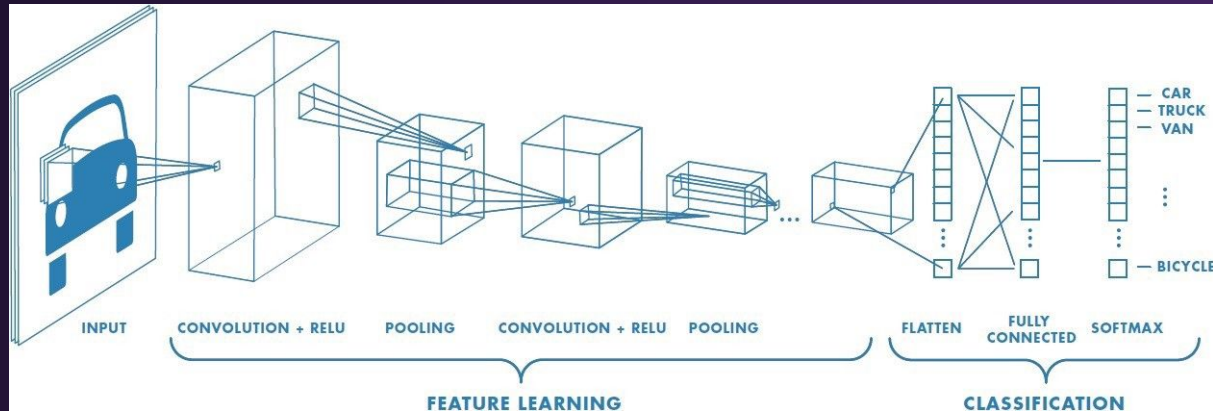 CAR
TRUCK
VAN
BICYCLE
INPUT
CONVOLUTION + RELU
POOLING
CONVOLUTION + RELU
POOLING
FLATTEN
FULLY
CONNECTED
SOFTMAX
FEATURE LEARNING
CLASSIFICATION